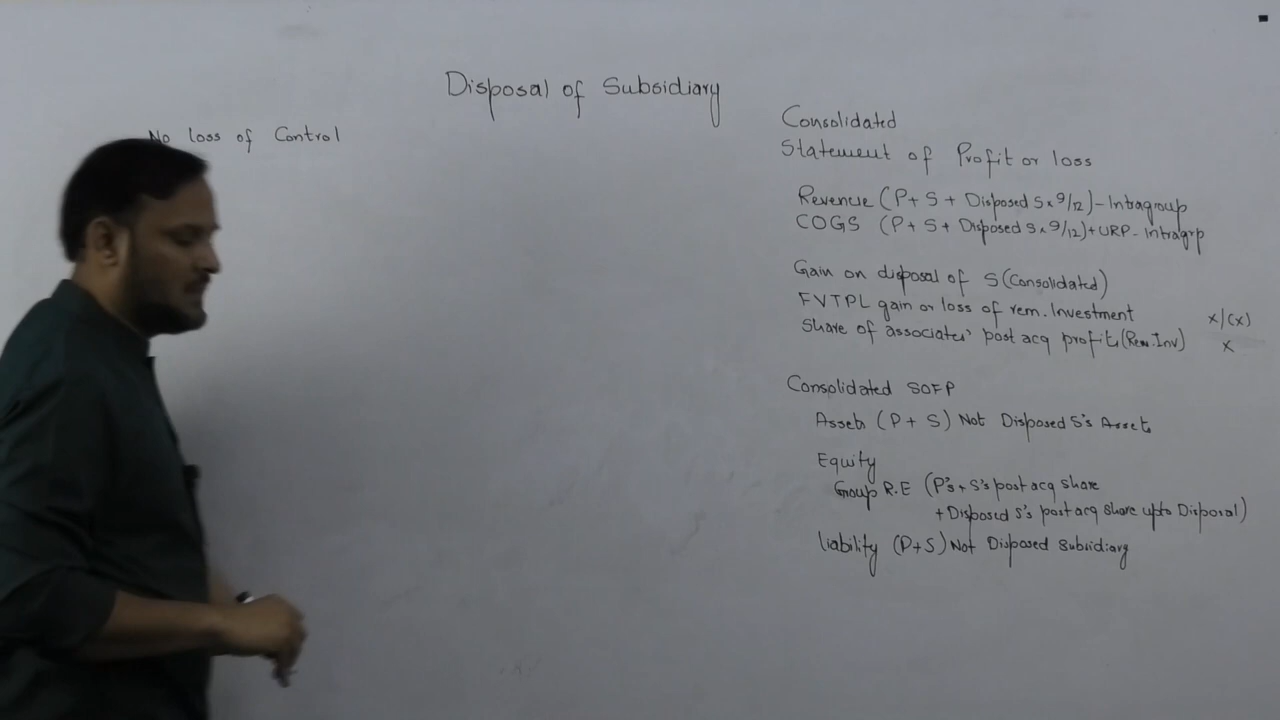 Disposal of Subsidiary
No loss of Control
Consolidated
Statement of Profit or loss
Revenue (P+ S + Disposed S x 9/12) - Intragroup
COGS (P+ S+ Disposed S x 9/12)+URP- Intragrp
Gain on disposal of S (Consolidated)
FVTPL gain or loss of rem. Investment x/(x)
Share of associates' post acq profits (Rem. Inv) x
Consolidated SOFP
Assets (P+ S) Not Disposed S's Assets
Equity
Group R.E (P's + S's post acq share
+ Disposed S's post acq share upto Disposal)
liability (P+S) Not Disposed Subsidiary